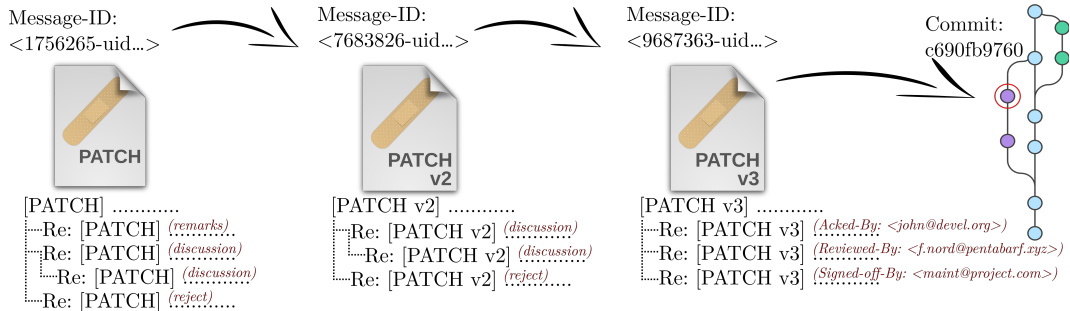 Message-ID:
<1756265-uid...>
PATCH
[PATCH] ............
Re: [PATCH] (remarks)
Re: [PATCH] (discussion)
Re: [PATCH] (discussion)
Re: [PATCH] (reject)
Message-ID:
<7683826-uid...>
PATCH
v2
[PATCH v2] ............
Re: [PATCH v2] (discussion)
Re: [PATCH v2] (discussion)
Re: [PATCH v2] (reject)
Message-ID:
<9687363-uid...>
PATCH
v3
[PATCH v3] ............
Re: [PATCH v3] (Acked-By: <john@devel.org>)
Re: [PATCH v3] (Reviewed-By: <f.nord@pentabarf.xyz>)
Re: [PATCH v3] (Signed-off-By: <maint@project.com>)
Commit:
c690fb9760